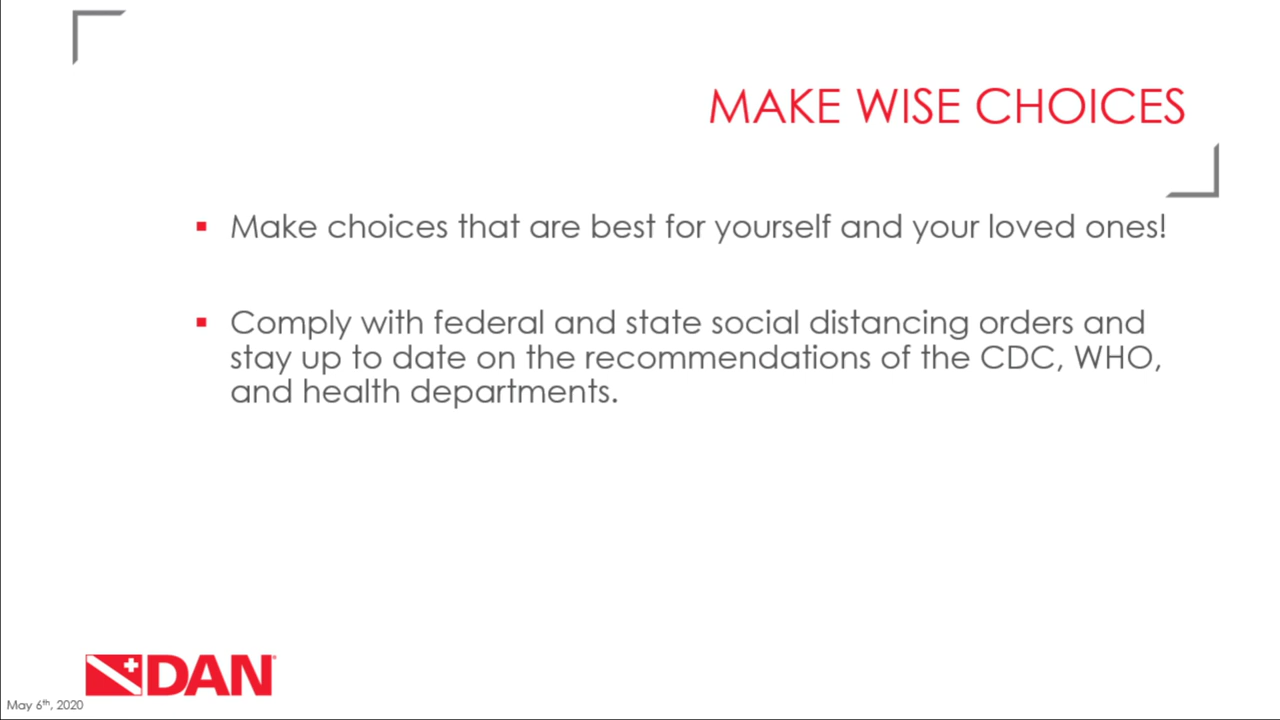 MAKE WISE CHOICES
▪ Make choices that are best for yourself and your loved ones!
▪ Comply with federal and state social distancing orders and
stay up to date on the recommendations of the CDC, WHO,
and health departments.
DAN
May 6th, 2020